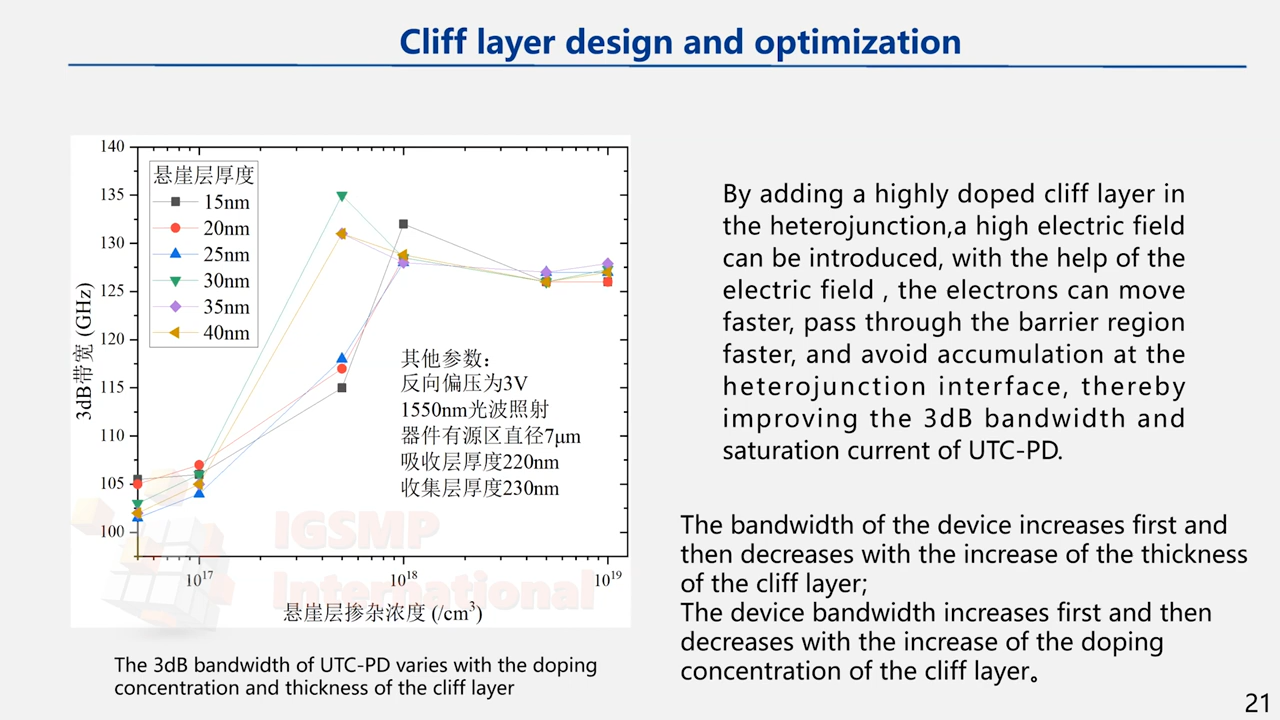 Cliff layer design and optimization
140
135
130
125
120
115
110
105
100
3dB带宽 (GHz)
悬崖层厚度
15nm
20nm
25nm
30nm
35nm
40nm
其他参数：
反向偏压为3V
1550nm光波照射
器件有源区直径7μm
吸收层厚度220nm
收集层厚度230nm
IGSMP
International
10^17 10^18 10^19
悬崖层掺杂浓度 (/cm^3)
The 3dB bandwidth of UTC-PD varies with the doping
concentration and thickness of the cliff layer
By adding a highly doped cliff layer in
the heterojunction,a high electric field
can be introduced, with the help of the
electric field , the electrons can move
faster, pass through the barrier region
faster, and avoid accumulation at the
heterojunction interface, thereby
improving the 3dB bandwidth and
saturation current of UTC-PD.
The bandwidth of the device increases first and
then decreases with the increase of the thickness
of the cliff layer;
The device bandwidth increases first and then
decreases with the increase of the doping
concentration of the cliff layer。
21